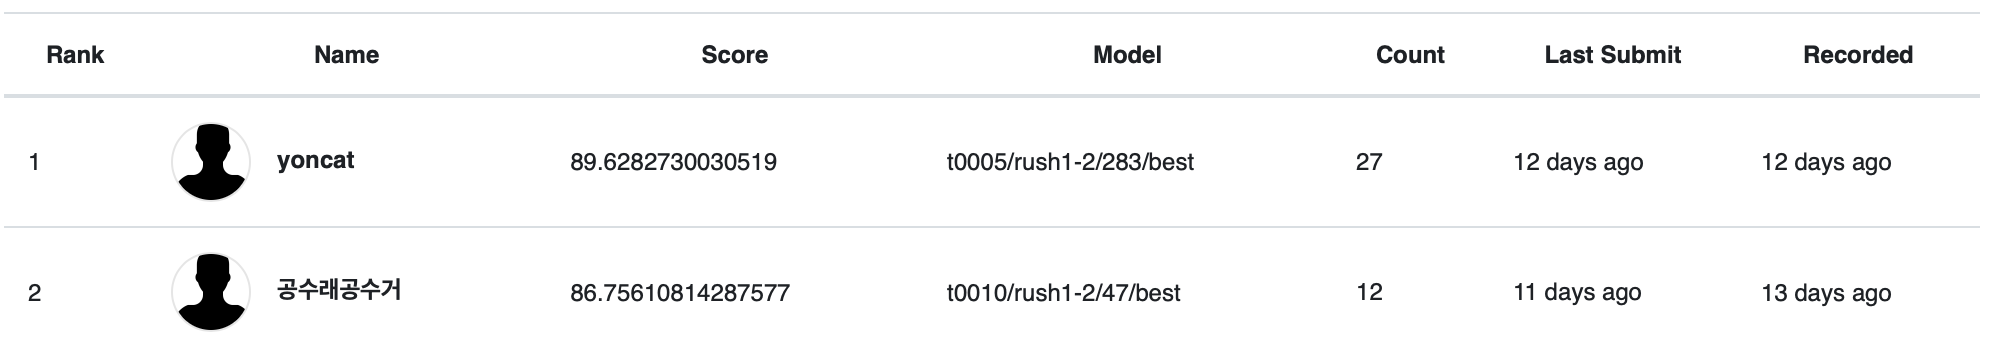 Rank Name Score Model Count Last Submit Recorded
1 yoncat 89.6282730030519 t0005/rush1-2/283/best 27 12 days ago 12 days ago
2 공수래공수거 86.75610814287577 t0010/rush1-2/47/best 12 11 days ago 13 days ago